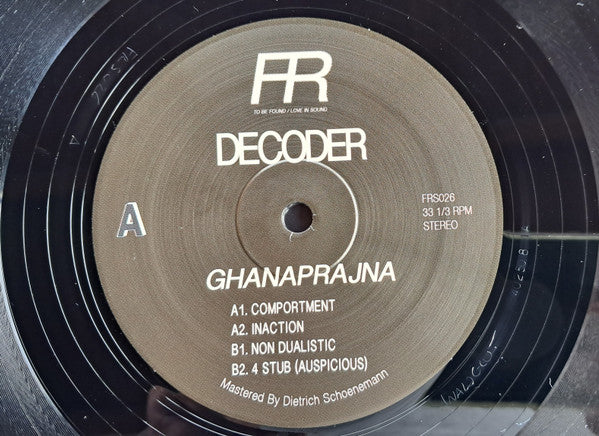 FR
TO BE FOUND / LOVE IN SOUND
DECODER
A
FRS026
33 1/3 RPM
STEREO
GHANAPRAJNA
A1. COMPORTMENT
A2. INACTION
B1. NON DUALISTIC
B2. 4 STUB (AUSPICIOUS)
Mastered By Dietrich Schoenemann